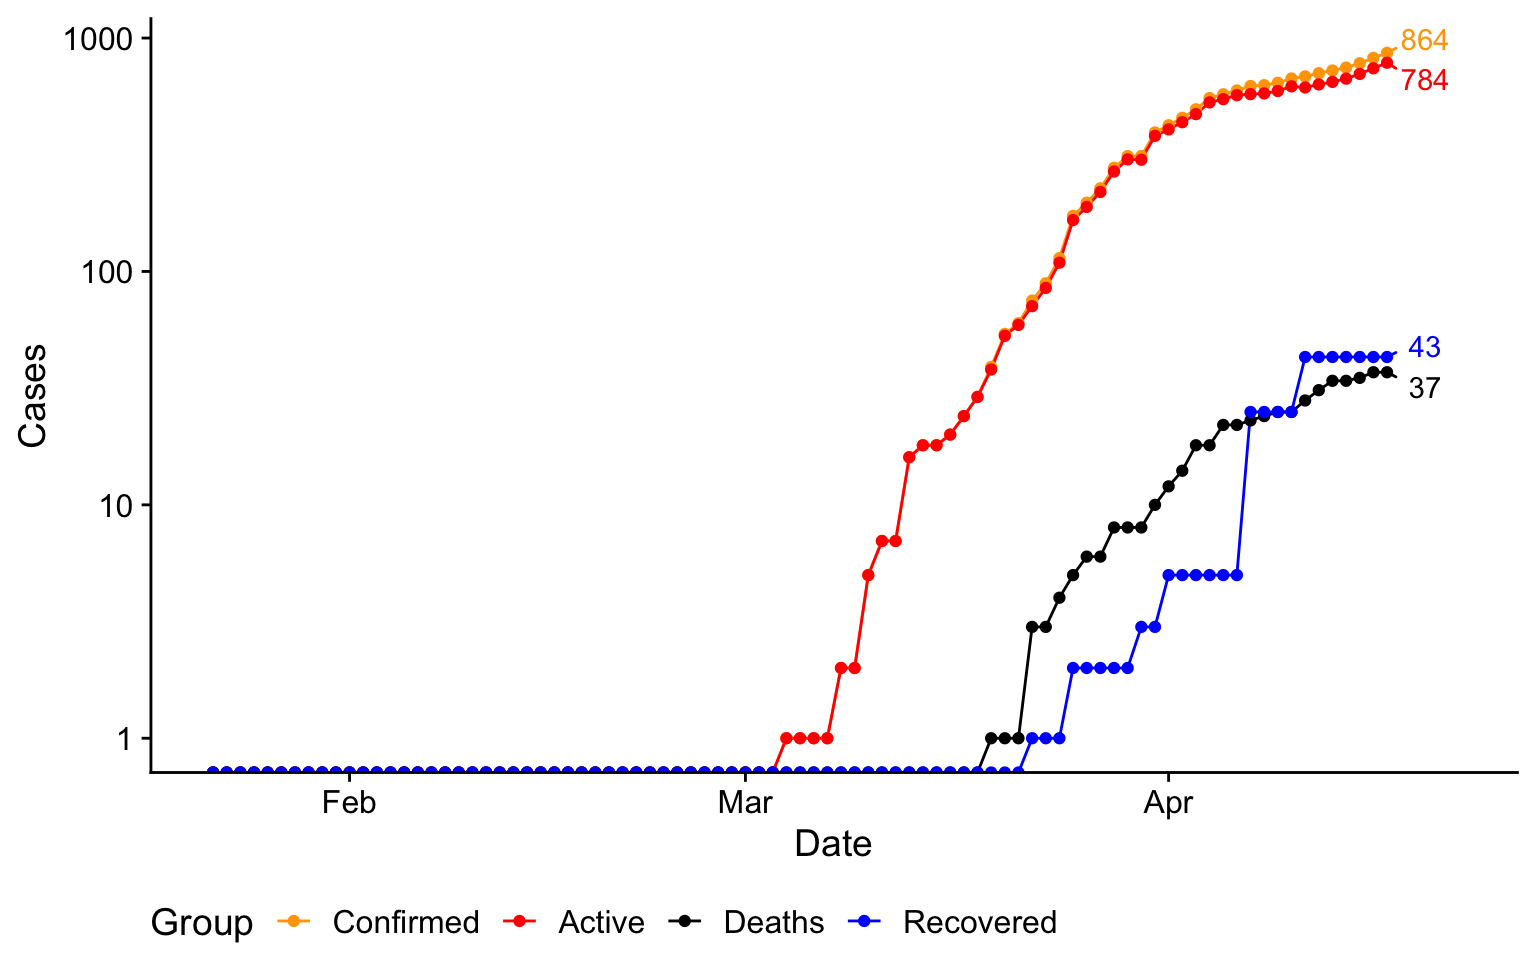 1000
864
784
100
43
37
10
1
Cases
Feb Mar Apr
Date
Group Confirmed Active Deaths Recovered